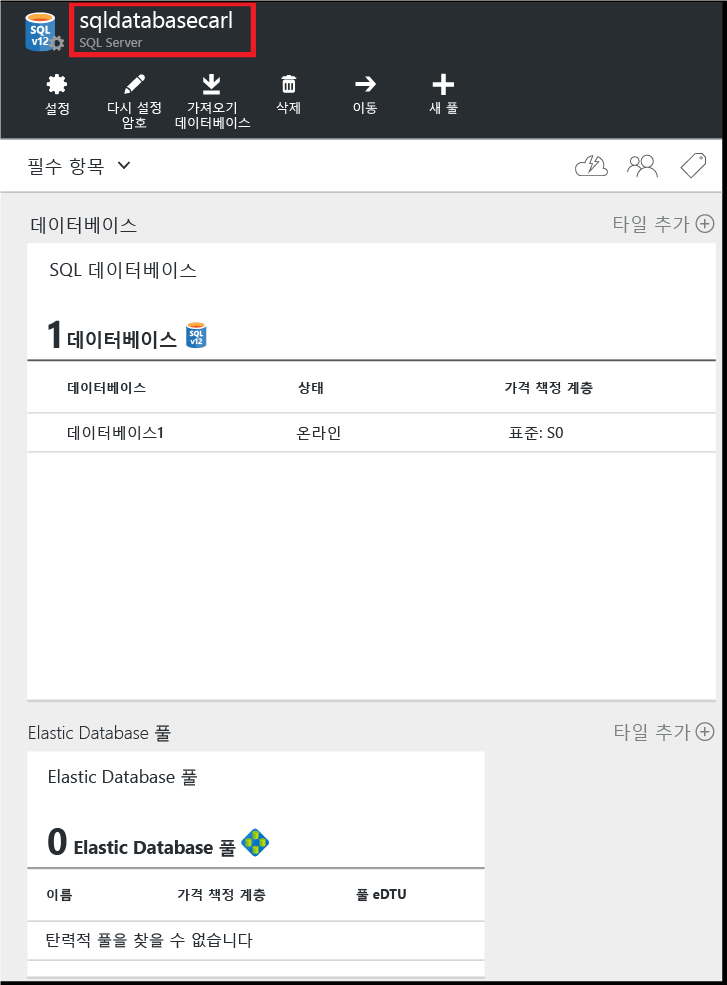 SQL
v12
sqldatabasecarl
SQL Server
설정
다시 설정
암호
가져오기
데이터베이스
삭제
이동
새 풀
필수 항목
데이터베이스
타일 추가
SQL 데이터베이스
1 데이터베이스
SQL
v12
데이터베이스 상태 가격 책정 계층
데이터베이스1 온라인 표준: S0
Elastic Database 풀
타일 추가
Elastic Database 풀
0 Elastic Database 풀
이름 가격 책정 계층 풀 eDTU
탄력적 풀을 찾을 수 없습니다